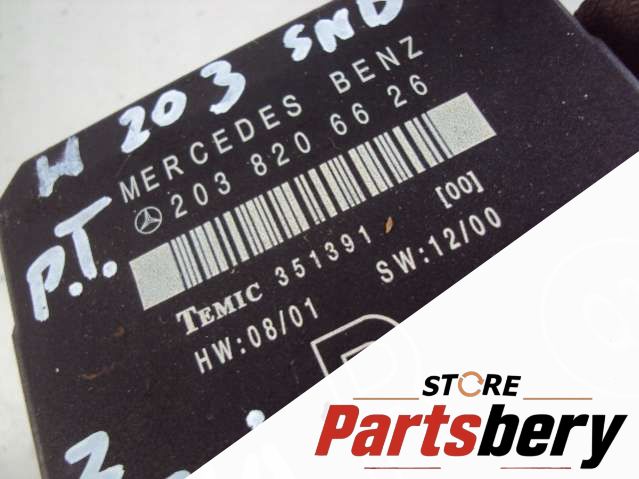 W 203 SND
P.T.
MERCEDES BENZ
203 820 66 26
TEMIC 351391 [00]
HW:08/01 SW:12/00
STORE
Partsbery